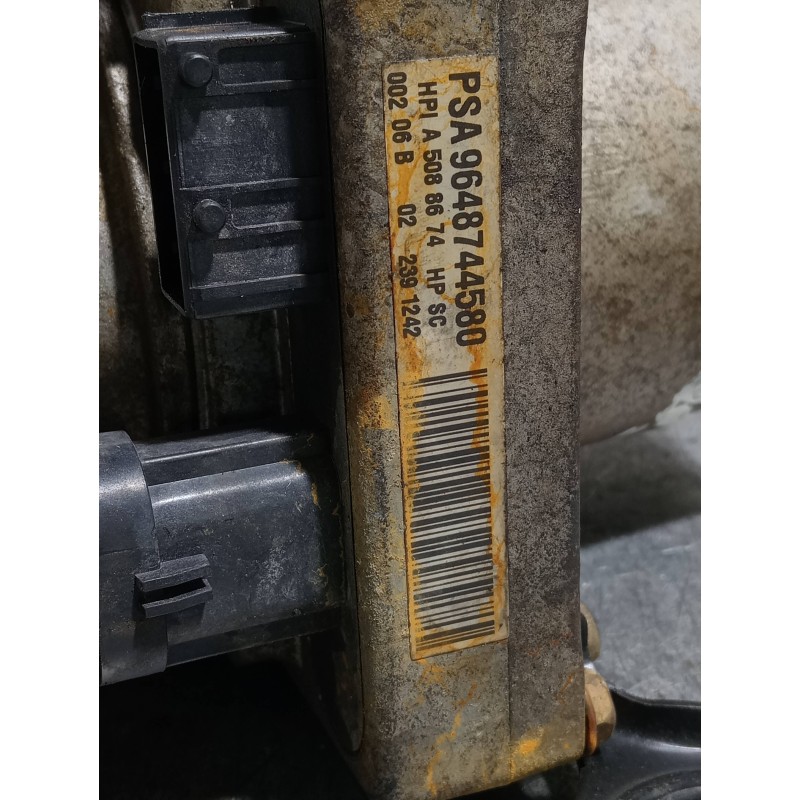 PSA 9648744580
HPI A 508 86 74 HP SC
002 06 B 02 239 1242